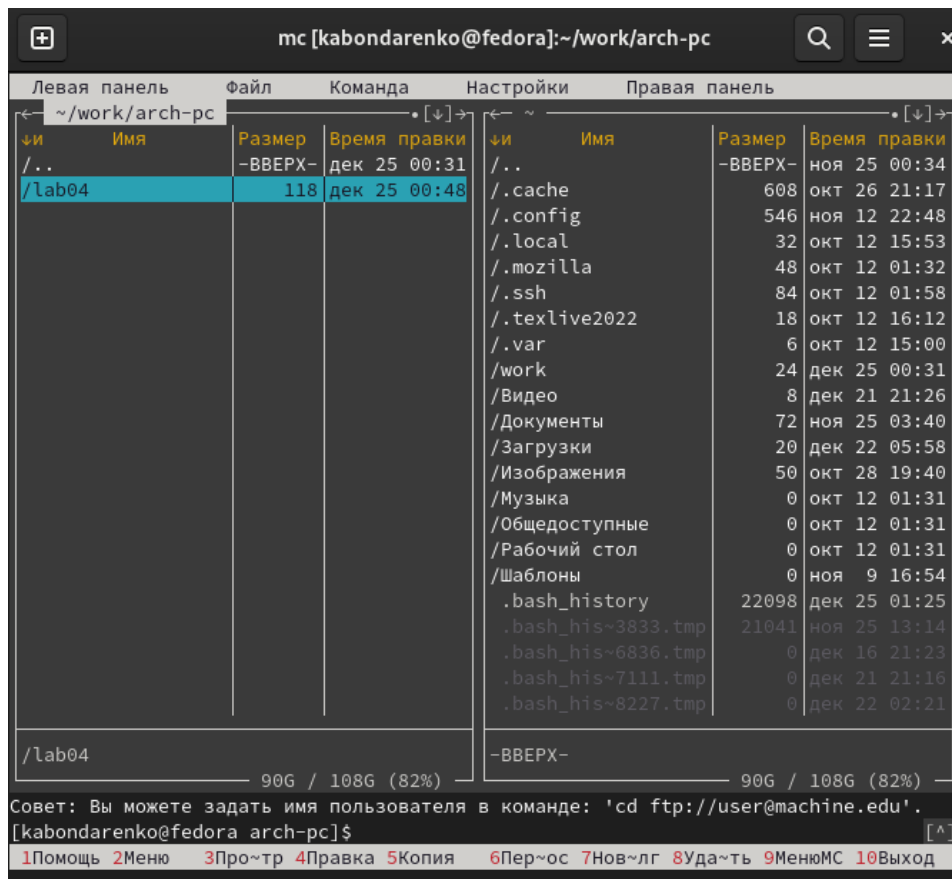 mc [kabondarenko@fedora]:~/work/arch-pc
Левая панель Файл Команда Настройки Правая панель
~/work/arch-pc
↓и Имя Размер Время правки
/.. -ВВЕРХ- дек 25 00:31
/lab04 118 дек 25 00:48
/lab04
90G / 108G (82%)
~
↓и Имя Размер Время правки
/.. -ВВЕРХ- ноя 25 00:34
/.cache 608 окт 26 21:17
/.config 546 ноя 12 22:48
/.local 32 окт 12 15:53
/.mozilla 48 окт 12 01:32
/.ssh 84 окт 12 01:58
/.texlive2022 18 окт 12 16:12
/.var 6 окт 12 15:00
/work 24 дек 25 00:31
/Видео 8 дек 21 21:26
/Документы 72 ноя 25 03:40
/Загрузки 20 дек 22 05:58
/Изображения 50 окт 28 19:40
/Музыка 0 окт 12 01:31
/Общедоступные 0 окт 12 01:31
/Рабочий стол 0 окт 12 01:31
/Шаблоны 0 ноя 9 16:54
.bash_history 22098 дек 25 01:25
.bash_his~3833.tmp 21041 ноя 25 13:14
.bash_his~6836.tmp 0 дек 16 21:23
.bash_his~7111.tmp 0 дек 21 21:16
.bash_his~8227.tmp 0 дек 22 02:21
-ВВЕРХ-
90G / 108G (82%)
Совет: Вы можете задать имя пользователя в команде: 'cd ftp://user@machine.edu'.
[kabondarenko@fedora arch-pc]$ [^]
1Помощь 2Меню 3Про~тр 4Правка 5Копия 6Пер~ос 7Нов~лг 8Уда~ть 9МенюMC 10Выход